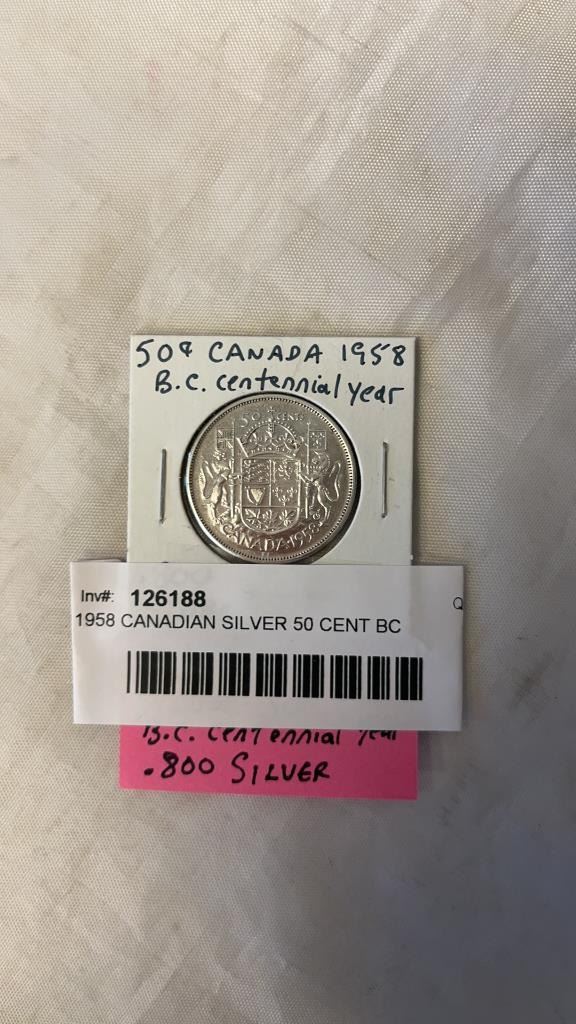 50¢ CANADA 1958
B.C. centennial year
50 CENTS
CANADA 1958
Inv#: 126188
Q
1958 CANADIAN SILVER 50 CENT BC
B.C. centennial year
.800 SILVER